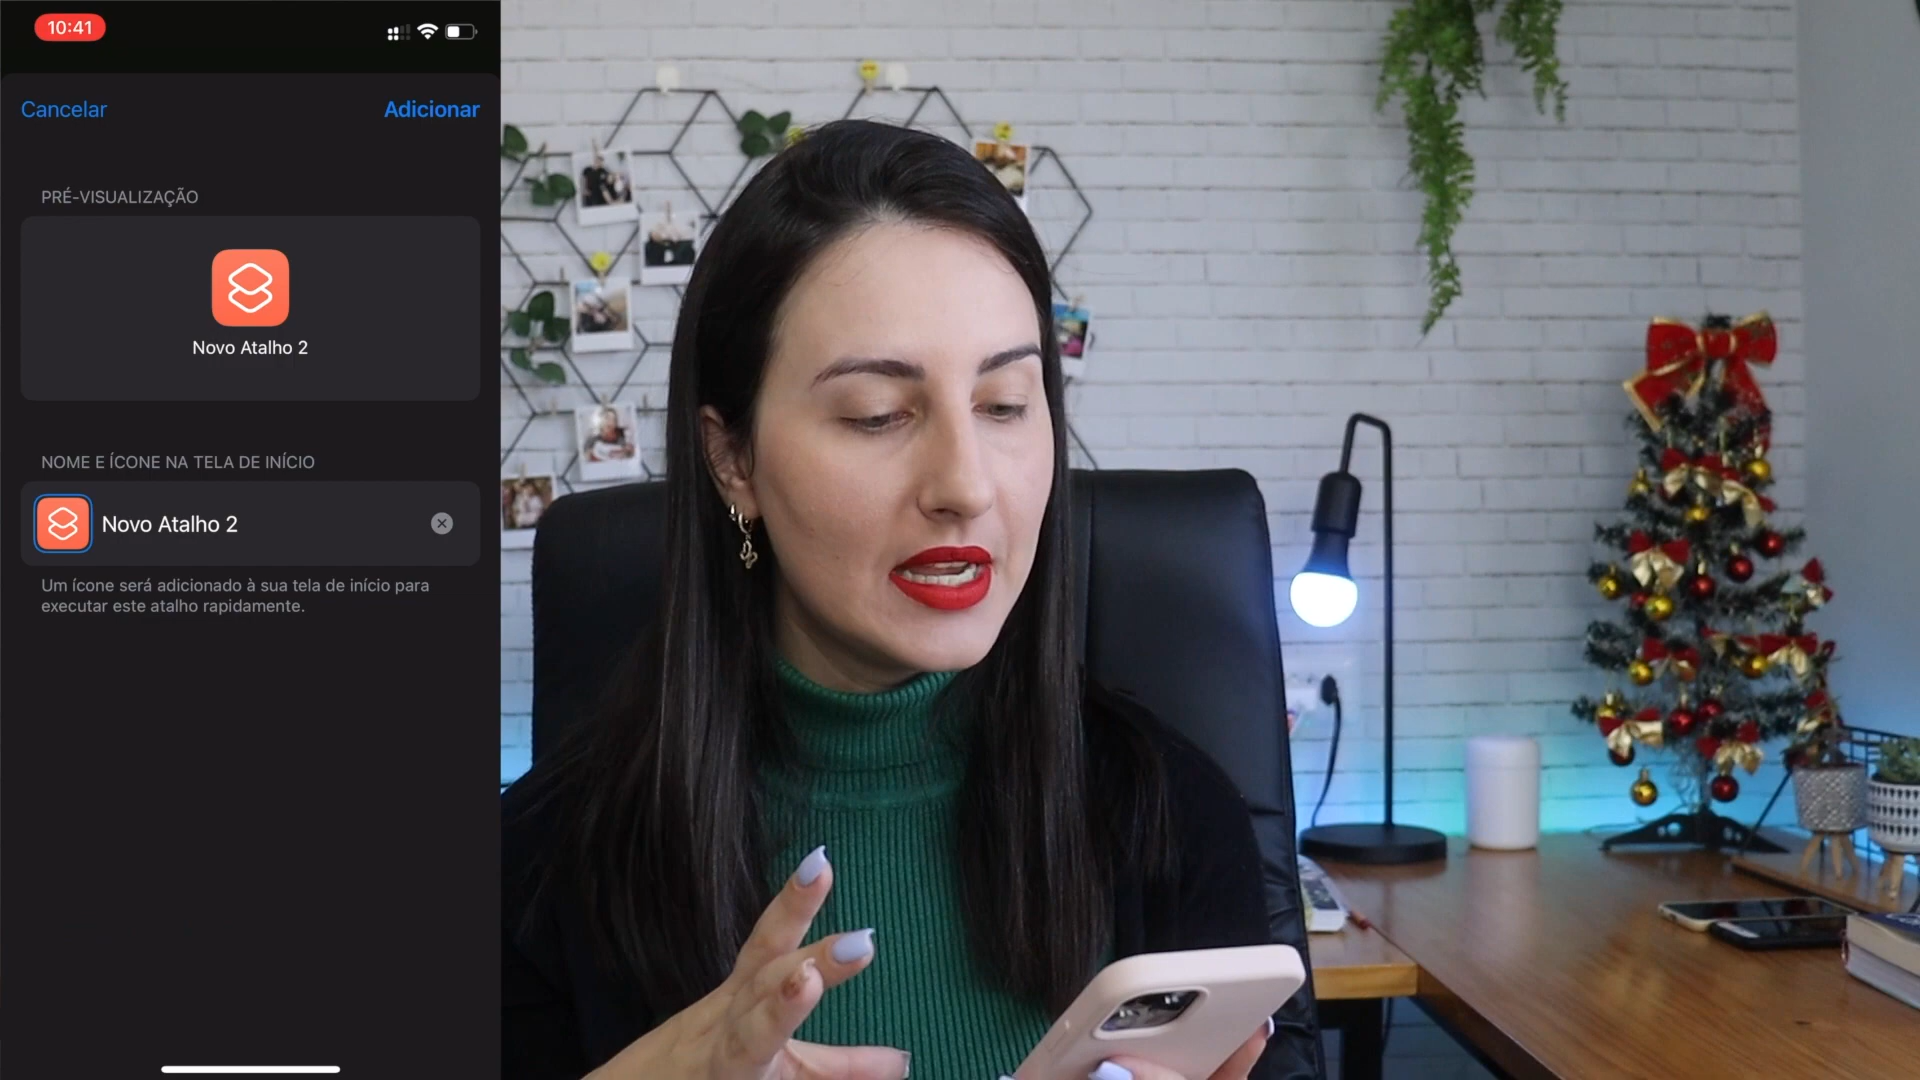 10:41
Cancelar
Adicionar
PRÉ-VISUALIZAÇÃO
Novo Atalho 2
NOME E ÍCONE NA TELA DE INÍCIO
Novo Atalho 2
Um ícone será adicionado à sua tela de início para
executar este atalho rapidamente.